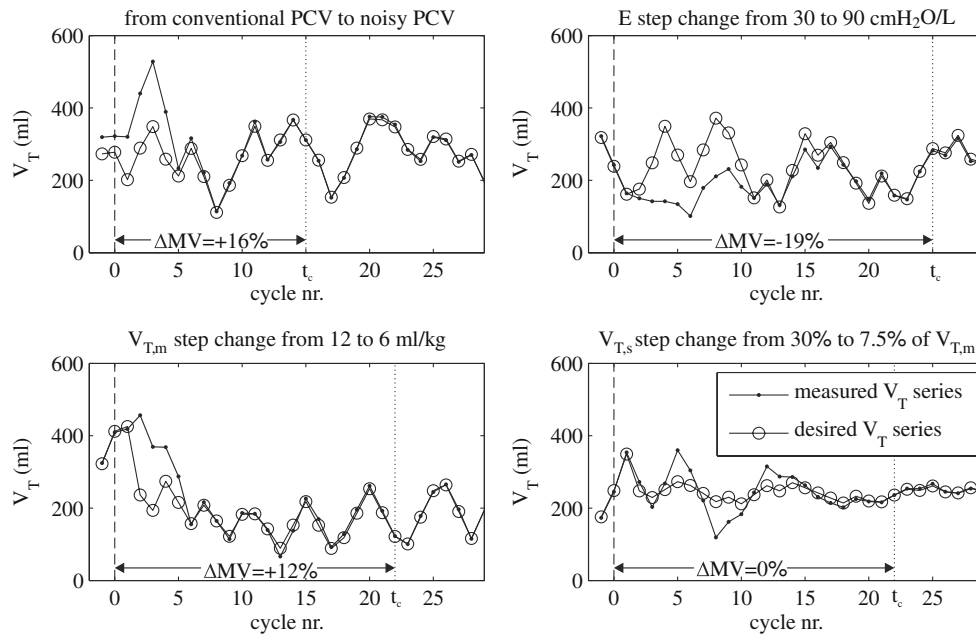 from conventional PCV to noisy PCV
600
400
200
0
V_T (ml)
ΔMV=+16%
0 5 10 t_c 20 25
cycle nr.
E step change from 30 to 90 cmH₂O/L
600
400
200
0
V_T (ml)
ΔMV=-19%
0 5 10 15 20 t_c
cycle nr.
V_T,m step change from 12 to 6 ml/kg
600
400
200
0
V_T (ml)
ΔMV=+12%
0 5 10 15 20 t_c 25
cycle nr.
V_T,s step change from 30% to 7.5% of V_T,m
600
400
200
0
V_T (ml)
measured V_T series
desired V_T series
ΔMV=0%
0 5 10 15 20 t_c 25
cycle nr.